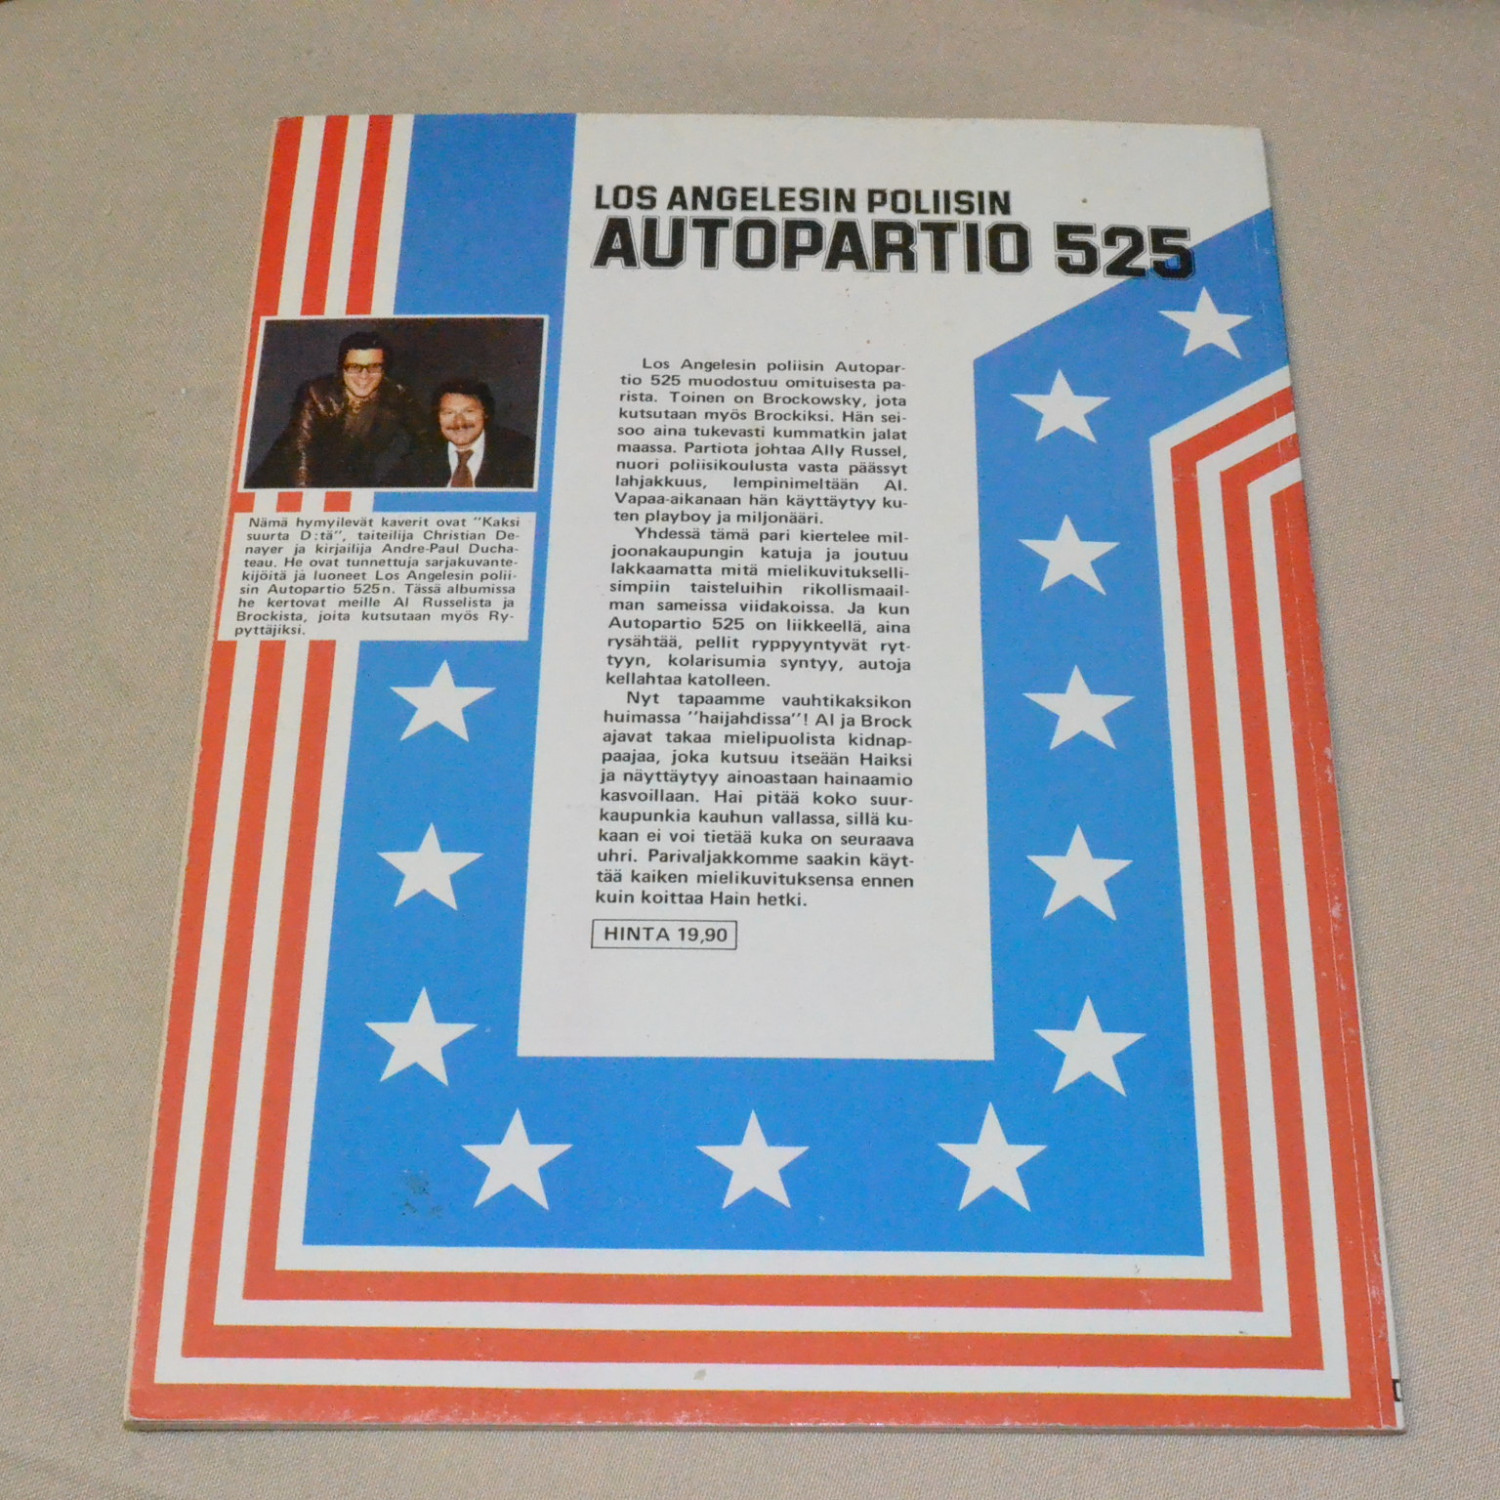 LOS ANGELESIN POLIISIN
AUTOPARTIO 525
Los Angelesin poliisin Autopar-
tio 525 muodostuu omituisesta pa-
rista. Toinen on Brockowsky, jota
kutsutaan myös Brockiksi. Hän sei-
soo aina tukevasti kummatkin jalat
maassa. Partiota johtaa Ally Russel,
nuori poliisikoulusta vasta päässyt
lahjakkuus, lempinimeltään Al.
Vapaa-aikanaan hän käyttäytyy ku-
ten playboy ja miljonääri.
Yhdessä tämä pari kiertelee mil-
joonakaupungin katuja ja joutuu
lakkaamatta mitä mielikuvitukselli-
simpiin taisteluihin rikollismaail-
man sameissa viidakoissa. Ja kun
Autopartio 525 on liikkeellä, aina
rysähtää, pellit ryppyyntyvät ryt-
tyyn, kolarisumia syntyy, autoja
kellahtaa katolleen.
Nyt tapaamme vauhtikaksikon
huimassa "haijahdissa"! Al ja Brock
ajavat takaa mielipuolista kidnap-
paajaa, joka kutsuu itseään Haiksi
ja näyttäytyy ainoastaan hainaamio
kasvoillaan. Hai pitää koko suur-
kaupunkia kauhun vallassa, sillä ku-
kaan ei voi tietää kuka on seuraava
uhri. Parivaljakkomme saakin käyt-
tää kaiken mielikuvituksensa ennen
kuin koittaa Hain hetki.
HINTA 19,90
Nämä hymyilevät kaverit ovat "Kaksi
suurta D:tä", taiteilija Christian De-
nayer ja kirjailija Andre-Paul Ducha-
teau. He ovat tunnettuja sarjakuvante-
kijöitä ja luoneet Los Angelesin polii-
sin Autopartio 525n. Tässä albumissa
he kertovat meille Al Russelista ja
Brockista, joita kutsutaan myös Ry-
pyttäjiksi.